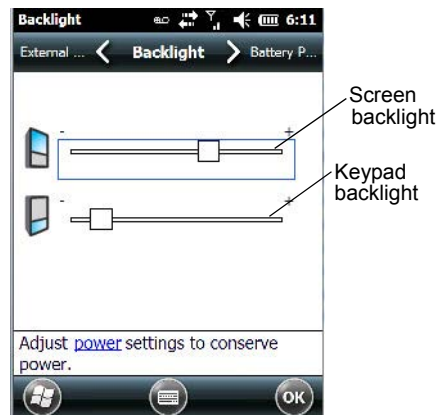 Backlight 6:11
External ... Backlight Battery P...
Screen
backlight
- +
Keypad
backlight
- +
Adjust power settings to conserve
power.
OK